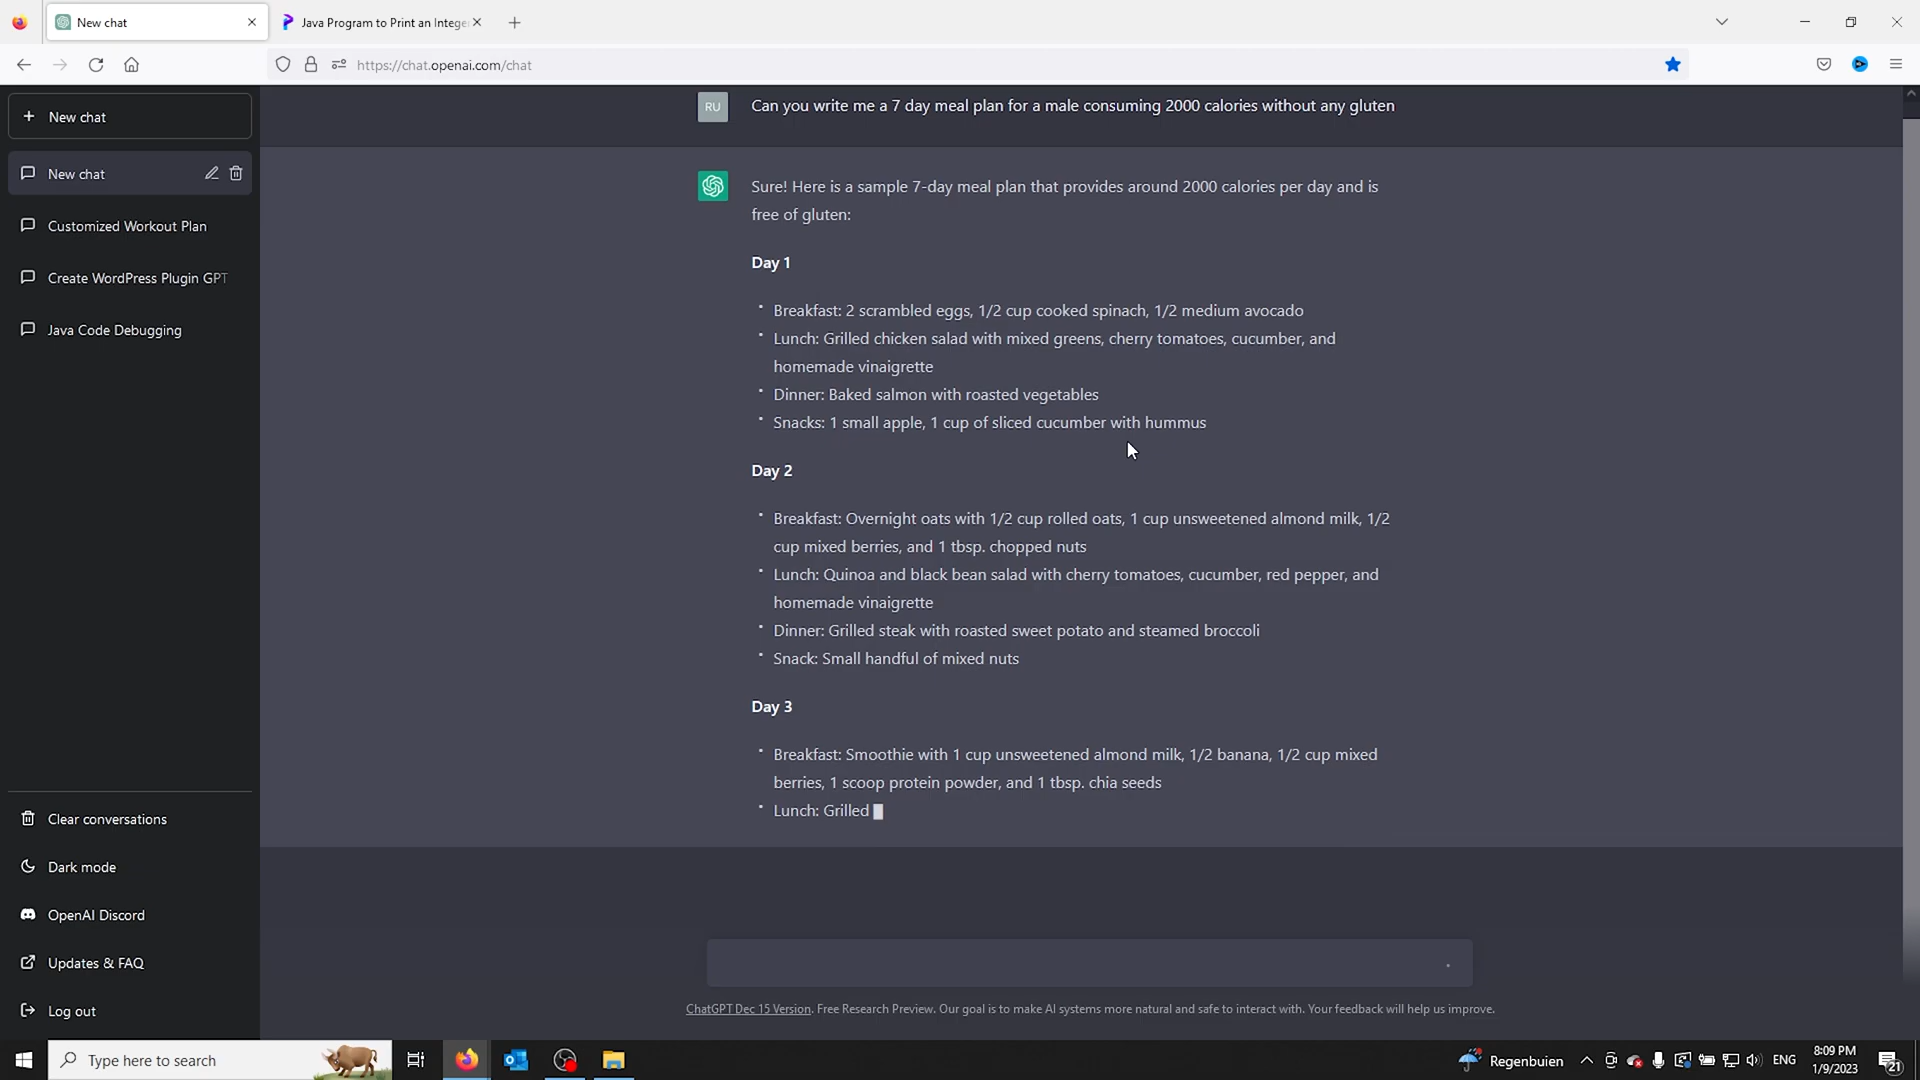 New chat
Java Program to Print an Intege
https://chat.openai.com/chat
New chat
New chat
Customized Workout Plan
Create WordPress Plugin GPT
Java Code Debugging
Clear conversations
Dark mode
OpenAI Discord
Updates & FAQ
Log out
RU
Can you write me a 7 day meal plan for a male consuming 2000 calories without any gluten
Sure! Here is a sample 7-day meal plan that provides around 2000 calories per day and is
free of gluten:
Day 1
• Breakfast: 2 scrambled eggs, 1/2 cup cooked spinach, 1/2 medium avocado
• Lunch: Grilled chicken salad with mixed greens, cherry tomatoes, cucumber, and
homemade vinaigrette
• Dinner: Baked salmon with roasted vegetables
• Snacks: 1 small apple, 1 cup of sliced cucumber with hummus
Day 2
• Breakfast: Overnight oats with 1/2 cup rolled oats, 1 cup unsweetened almond milk, 1/2
cup mixed berries, and 1 tbsp. chopped nuts
• Lunch: Quinoa and black bean salad with cherry tomatoes, cucumber, red pepper, and
homemade vinaigrette
• Dinner: Grilled steak with roasted sweet potato and steamed broccoli
• Snack: Small handful of mixed nuts
Day 3
• Breakfast: Smoothie with 1 cup unsweetened almond milk, 1/2 banana, 1/2 cup mixed
berries, 1 scoop protein powder, and 1 tbsp. chia seeds
• Lunch: Grilled
ChatGPT Dec 15 Version. Free Research Preview. Our goal is to make AI systems more natural and safe to interact with. Your feedback will help us improve.
Type here to search
Regenbuien
ENG
8:09 PM
1/9/2023
21